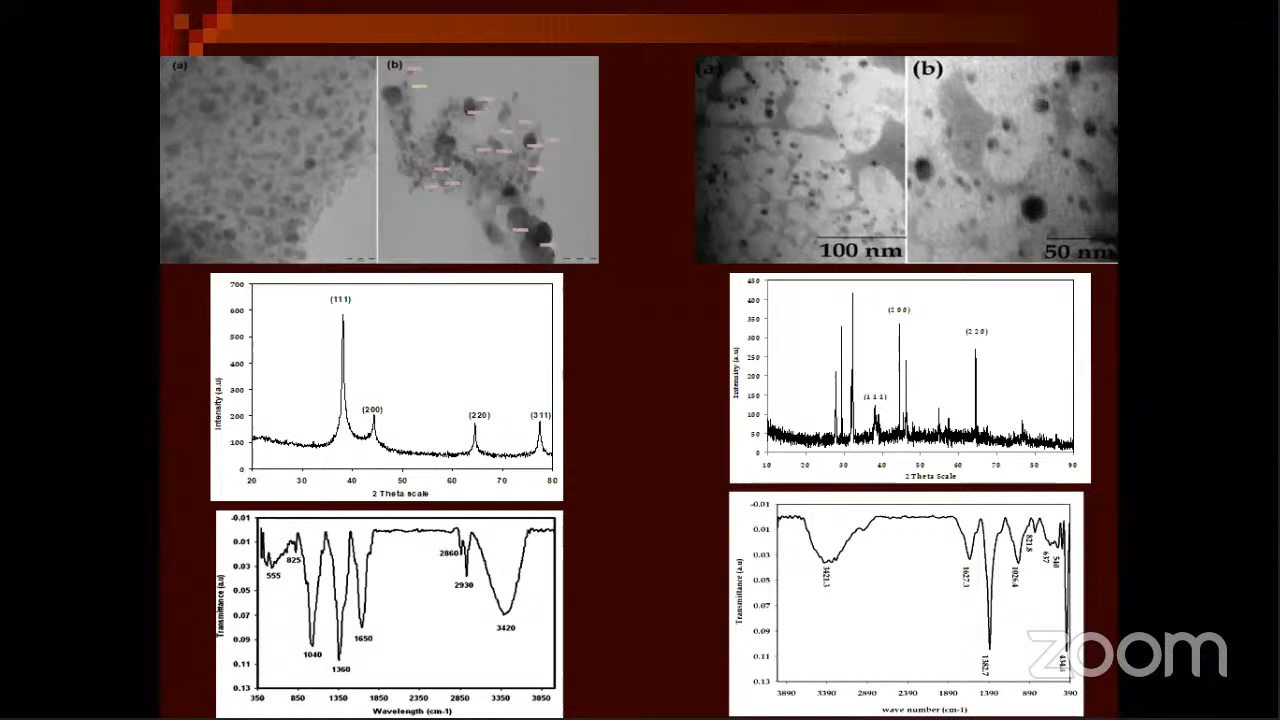 (a)
(b)
(a)
(b)
100 nm
50 nm
700
600
500
400
300
200
100
0
Intensity (a.u)
(111)
(200)
(220)
(311)
20 30 40 50 60 70 80
2 Theta scale
450
400
350
300
250
200
150
100
50
0
Intensity (a.u)
(1 1 1)
(2 0 0)
(2 2 0)
10 20 30 40 50 60 70 80 90
2 Theta Scale
-0.01
0.01
0.03
0.05
0.07
0.09
0.11
0.13
Transmittance (a.u)
555
825
1040
1360
1650
2860
2930
3420
350 850 1350 1850 2350 2850 3350 3850
Wavelength (cm-1)
-0.01
0.01
0.03
0.05
0.07
0.09
0.11
0.13
Transmittance (a.u)
3421.3
1627.3
1382.7
1026.4
821.8
637
540
3890 3390 2890 2390 1890 1390 890 390
wave number (cm-1)
zoom